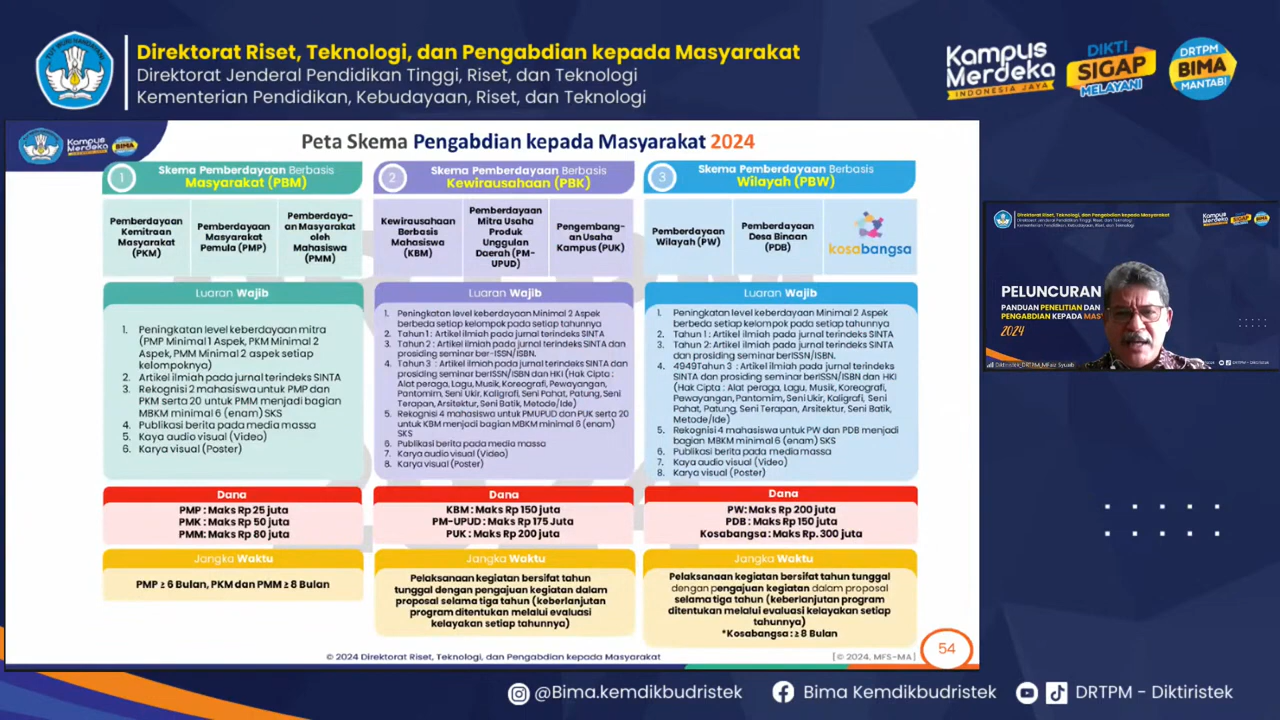 Direktorat Riset, Teknologi, dan Pengabdian kepada Masyarakat
Direktorat Jenderal Pendidikan Tinggi, Riset, dan Teknologi
Kementerian Pendidikan, Kebudayaan, Riset, dan Teknologi
Kampus
Merdeka
INDONESIA JAYA
DIKTI
SIGAP
MELAYANI
DRTPM
BIMA
MANTAB!
Kampus
Merdeka
BIMA
Peta Skema Pengabdian kepada Masyarakat 2024
1
Skema Pemberdayaan Berbasis
Masyarakat (PBM)
Pemberdayaan
Kemitraan
Masyarakat
(PKM)
Pemberdayaan
Masyarakat
Pemula (PMP)
Pemberdaya-
an Masyarakat
oleh
Mahasiswa
(PMM)
Luaran Wajib
1. Peningkatan level keberdayaan mitra
(PMP Minimal 1 Aspek, PKM Minimal 2
Aspek, PMM Minimal 2 aspek setiap
kelompoknya)
2. Artikel ilmiah pada jurnal terindeks SINTA
3. Rekognisi 2 mahasiswa untuk PMP dan
PKM serta 20 untuk PMM menjadi bagian
MBKM minimal 6 (enam) SKS
4. Publikasi berita pada media massa
5. Kaya audio visual (Video)
6. Karya visual (Poster)
Dana
PMP : Maks Rp 25 juta
PMK : Maks Rp 50 juta
PMM: Maks Rp 80 juta
Jangka Waktu
PMP ≥ 6 Bulan, PKM dan PMM ≥ 8 Bulan
2
Skema Pemberdayaan Berbasis
Kewirausahaan (PBK)
Kewirausahaan
Berbasis
Mahasiswa
(KBM)
Pemberdayaan
Mitra Usaha
Produk
Unggulan
Daerah (PM-
UPUD)
Pengembang-
an Usaha
Kampus (PUK)
Luaran Wajib
1. Peningkatan level keberdayaan Minimal 2 Aspek
berbeda setiap kelompok pada setiap tahunnya
2. Tahun 1 : Artikel ilmiah pada jurnal terindeks SINTA
3. Tahun 2 : Artikel ilmiah pada jurnal terindeks SINTA dan
prosiding seminar ber-ISSN/ISBN.
4. Tahun 3 : Artikel ilmiah pada jurnal terindeks SINTA dan
prosiding seminar berISSN/ISBN dan HKI (Hak Cipta :
Alat peraga, Lagu, Musik, Koreografi, Pewayangan,
Pantomim, Seni Ukir, Kaligrafi, Seni Pahat, Patung, Seni
Terapan, Arsitektur, Seni Batik, Metode/Ide)
5. Rekognisi 4 mahasiswa untuk PMUPUD dan PUK serta 20
untuk KBM menjadi bagian MBKM minimal 6 (enam)
SKS
6. Publikasi berita pada media massa
7. Kaya audio visual (Video)
8. Karya visual (Poster)
Dana
KBM : Maks Rp 150 juta
PM-UPUD : Maks Rp 175 Juta
PUK : Maks Rp 200 juta
Jangka Waktu
Pelaksanaan kegiatan bersifat tahun
tunggal dengan pengajuan kegiatan dalam
proposal selama tiga tahun (keberlanjutan
program ditentukan melalui evaluasi
kelayakan setiap tahunnya)
3
Skema Pemberdayaan Berbasis
Wilayah (PBW)
Pemberdayaan
Wilayah (PW)
Pemberdayaan
Desa Binaan
(PDB)
kosabangsa
Luaran Wajib
1. Peningkatan level keberdayaan Minimal 2 Aspek
berbeda setiap kelompok pada setiap tahunnya
2. Tahun 1 : Artikel ilmiah pada jurnal terindeks SINTA
3. Tahun 2: Artikel ilmiah pada jurnal terindeks SINTA
dan prosiding seminar berISSN/ISBN.
4. 4949Tahun 3 : Artikel ilmiah pada jurnal terindeks
SINTA dan prosiding seminar berISSN/ISBN dan HKI
(Hak Cipta : Alat peraga, Lagu, Musik, Koreografi,
Pewayangan, Pantomim, Seni Ukir, Kaligrafi, Seni
Pahat, Patung, Seni Terapan, Arsitektur, Seni Batik,
Metode/Ide)
5. Rekognisi 4 mahasiswa untuk PW dan PDB menjadi
bagian MBKM minimal 6 (enam) SKS
6. Publikasi berita pada media massa
7. Kaya audio visual (Video)
8. Karya visual (Poster)
Dana
PW: Maks Rp 200 juta
PDB : Maks Rp 150 juta
Kosabangsa : Maks Rp. 300 juta
Jangka Waktu
Pelaksanaan kegiatan bersifat tahun tunggal
dengan pengajuan kegiatan dalam proposal
selama tiga tahun (keberlanjutan program
ditentukan melalui evaluasi kelayakan setiap
tahunnya)
*Kosabangsa : ≥ 8 Bulan
© 2024 Direktorat Riset, Teknologi, dan Pengabdian kepada Masyarakat
[© 2024, MFS-MA]
54
Direktorat Riset, Teknologi, dan Pengabdian kepada Masyarakat
PELUNCURAN
PANDUAN PENELITIAN DAN
PENGABDIAN KEPADA MAS
2024
@Bima.kemdikbudristek
Bima Kemdikbudristek
DRTPM - Diktiristek